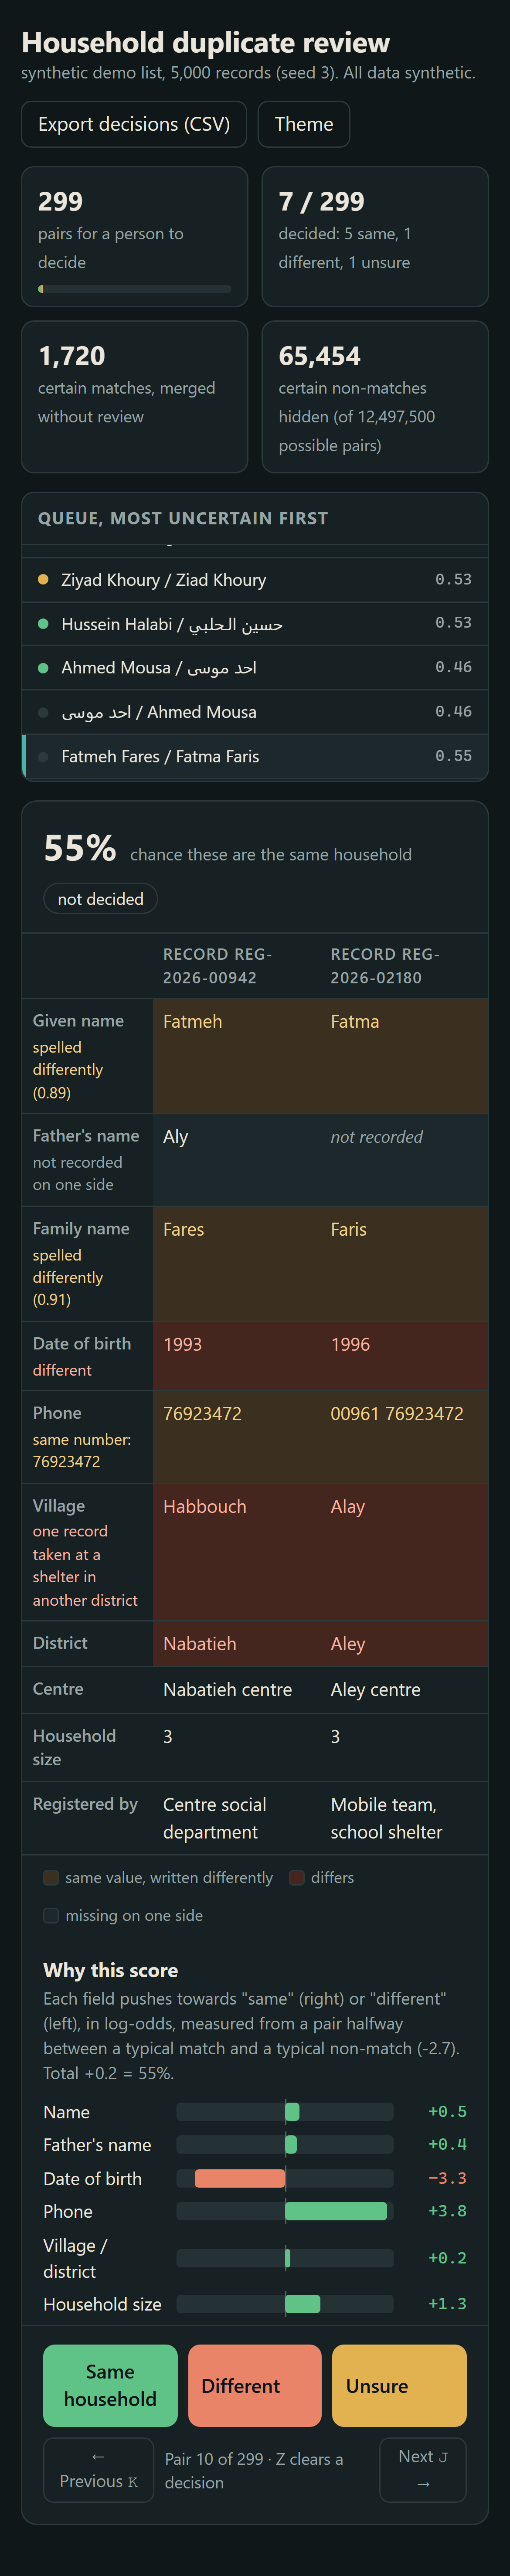 Household duplicate review
synthetic demo list, 5,000 records (seed 3). All data synthetic.
Export decisions (CSV)
Theme
299
pairs for a person to
decide
7 / 299
decided: 5 same, 1
different, 1 unsure
1,720
certain matches, merged
without review
65,454
certain non-matches
hidden (of 12,497,500
possible pairs)
QUEUE, MOST UNCERTAIN FIRST
Ziyad Khoury / Ziad Khoury 0.53
Hussein Halabi / حسين الحلبي 0.53
Ahmed Mousa / احد موسى 0.46
احد موسى / Ahmed Mousa 0.46
Fatmeh Fares / Fatma Faris 0.55
55% chance these are the same household
not decided
RECORD REG-
2026-00942
RECORD REG-
2026-02180
Given name
spelled
differently
(0.89)
Fatmeh
Fatma
Father's name
not recorded
on one side
Aly
not recorded
Family name
spelled
differently
(0.91)
Fares
Faris
Date of birth
different
1993
1996
Phone
same number:
76923472
76923472
00961 76923472
Village
one record
taken at a
shelter in
another district
Habbouch
Alay
District
Nabatieh
Aley
Centre
Nabatieh centre
Aley centre
Household
size
3
3
Registered by
Centre social
department
Mobile team,
school shelter
same value, written differently
differs
missing on one side
Why this score
Each field pushes towards "same" (right) or "different"
(left), in log-odds, measured from a pair halfway
between a typical match and a typical non-match (-2.7).
Total +0.2 = 55%.
Name +0.5
Father's name +0.4
Date of birth −3.3
Phone +3.8
Village /
district +0.2
Household size +1.3
Same
household
Different
Unsure
←
Previous K
Pair 10 of 299 · Z clears a
decision
Next J
→